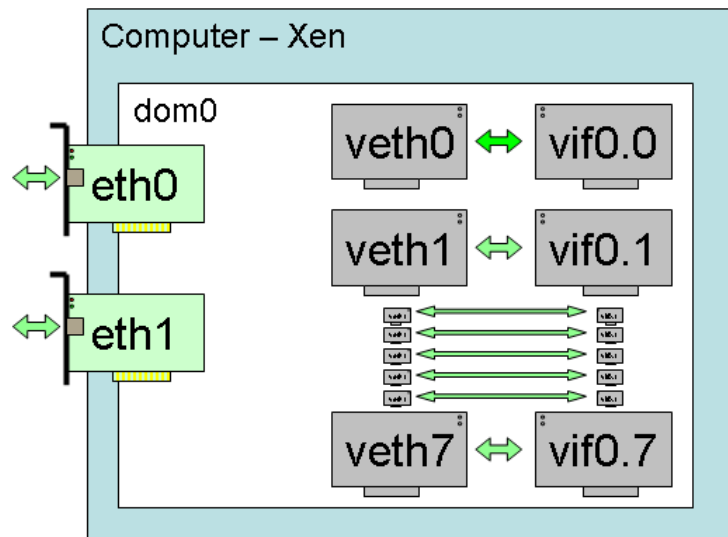 Computer – Xen
dom0
veth0
vif0.0
eth0
veth1
vif0.1
eth1
veth7
vif0.7